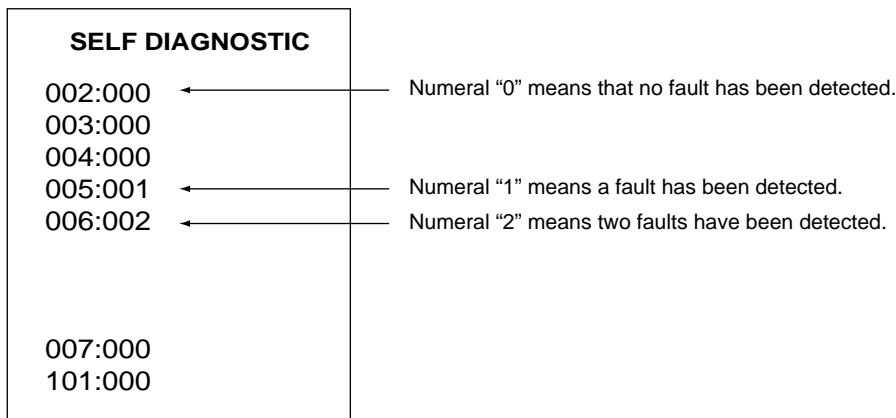 SELF DIAGNOSTIC
002:000
Numeral “0” means that no fault has been detected.
003:000
004:000
005:001
Numeral “1” means a fault has been detected.
006:002
Numeral “2” means two faults have been detected.
007:000
101:000